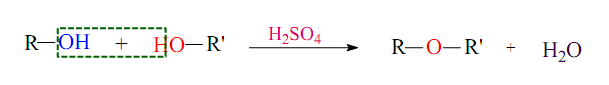 R—OH + HO—R' H₂SO₄ R—O—R' + H₂O